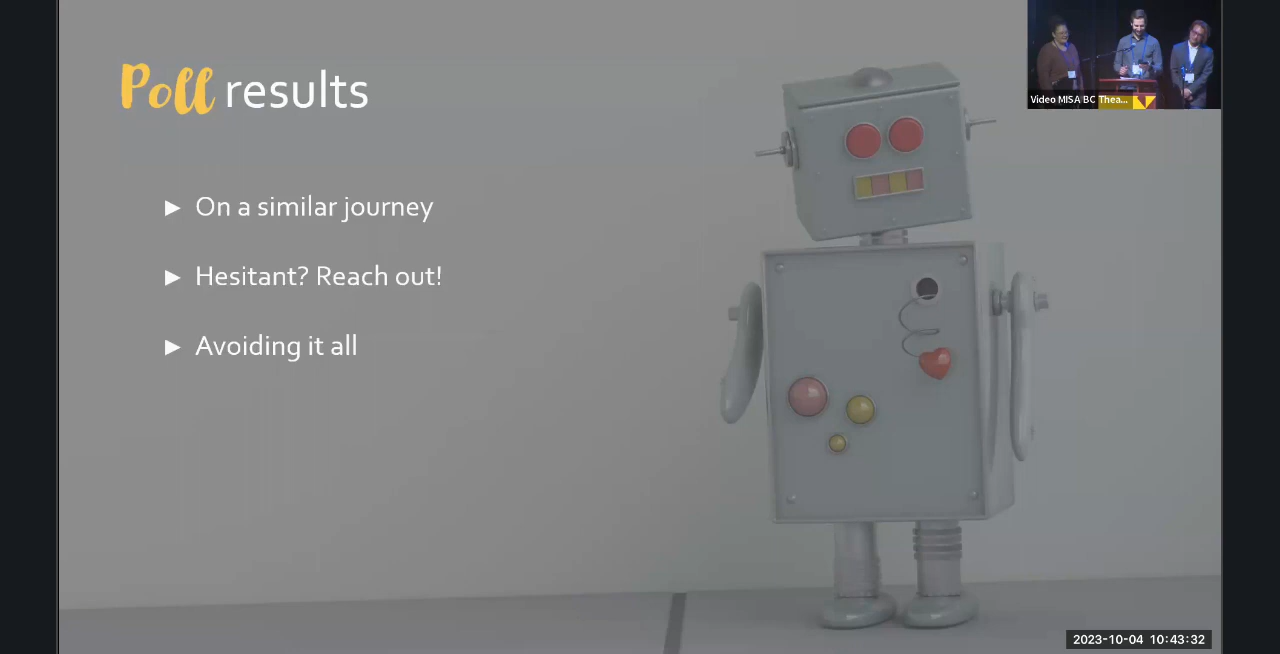 Poll results
Video MISA BC Thea...
▶ On a similar journey
▶ Hesitant? Reach out!
▶ Avoiding it all
2023-10-04 10:43:32